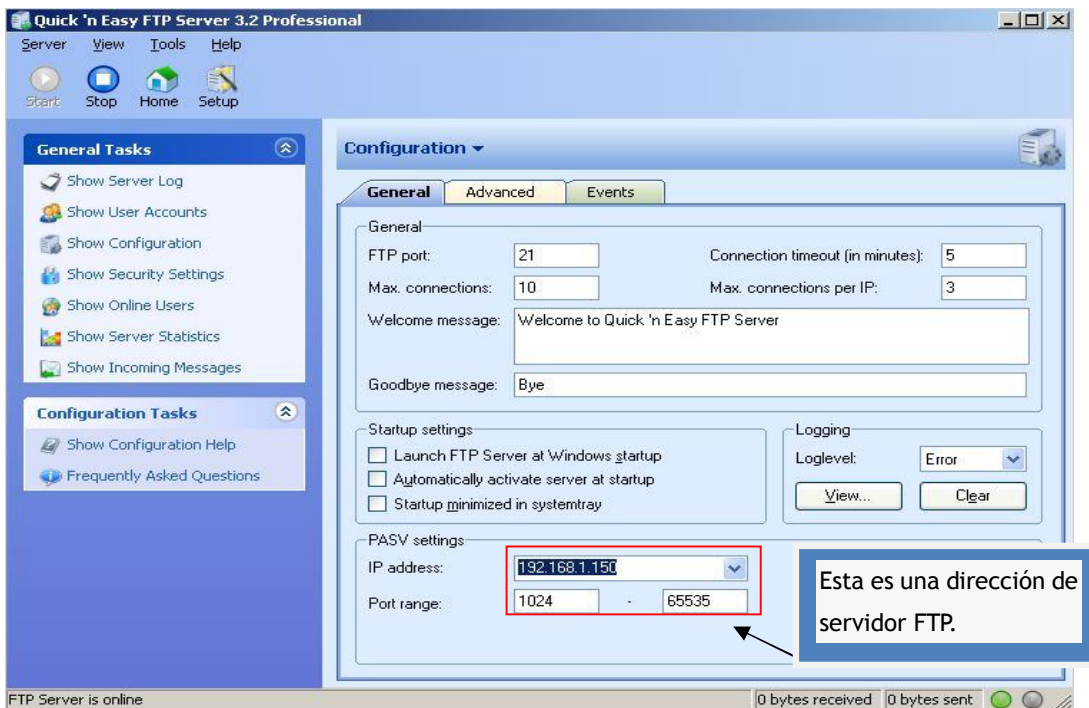 Quick 'n Easy FTP Server 3.2 Professional
Server View Tools Help
Start Stop Home Setup
General Tasks
Show Server Log
Show User Accounts
Show Configuration
Show Security Settings
Show Online Users
Show Server Statistics
Show Incoming Messages
Configuration Tasks
Show Configuration Help
Frequently Asked Questions
Configuration
General Advanced Events
General
FTP port: 21 Connection timeout (in minutes): 5
Max. connections: 10 Max. connections per IP: 3
Welcome message: Welcome to Quick 'n Easy FTP Server
Goodbye message: Bye
Startup settings
Launch FTP Server at Windows startup
Automatically activate server at startup
Startup minimized in systemtray
Logging
Loglevel: Error
View... Clear
PASV settings
IP address: 192.168.1.150
Port range: 1024 - 65535
Esta es una dirección de
servidor FTP.
FTP Server is online 0 bytes received 0 bytes sent